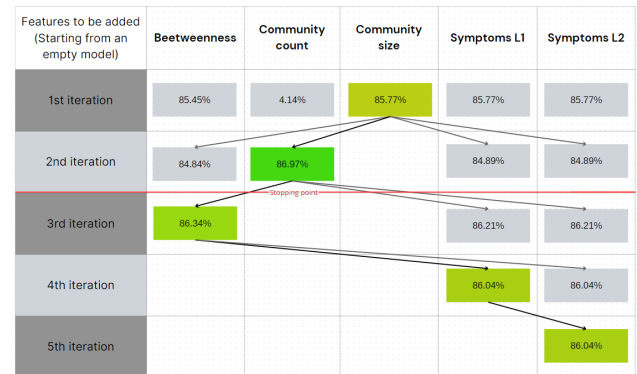 Features to be added
(Starting from an
empty model)
Beetweenness
Community
count
Community
size
Symptoms L1
Symptoms L2
1st iteration
85.45%
4.14%
85.77%
85.77%
85.77%
2nd iteration
84.84%
86.97%
84.89%
84.89%
Stopping point
3rd iteration
86.34%
86.21%
86.21%
4th iteration
86.04%
86.04%
5th iteration
86.04%